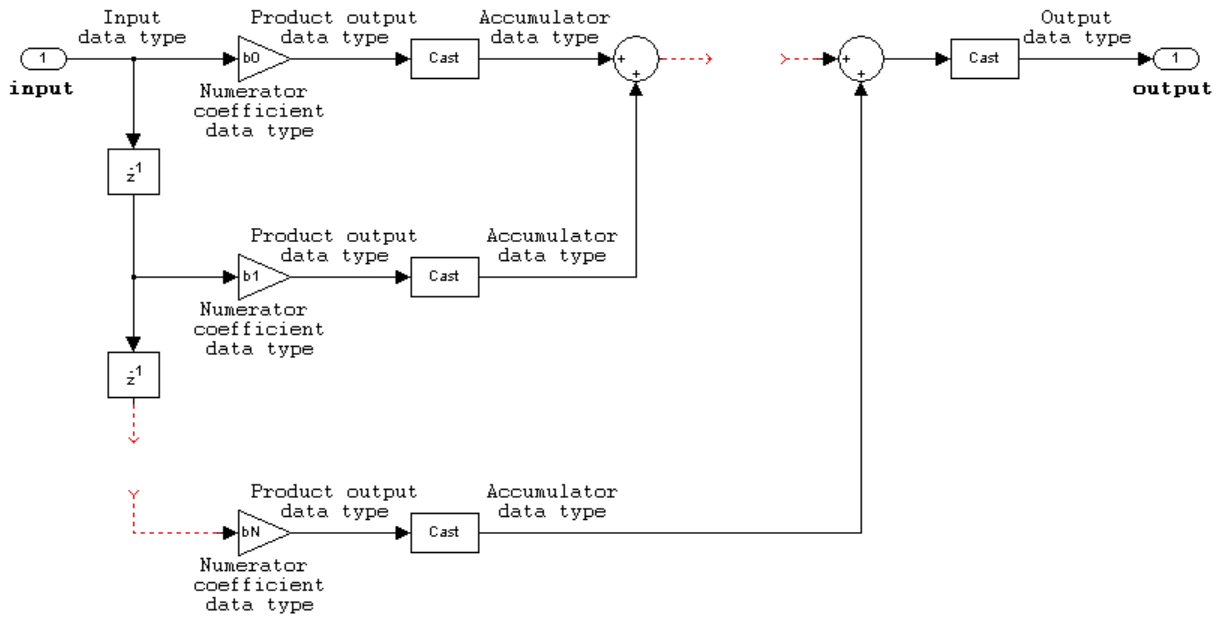 Input
data type
Product output
data type
Accumulator
data type
Output
data type
1
input
b0
Cast
+
+
+
+
Cast
1
output
Numerator
coefficient
data type
z-1
Product output
data type
Accumulator
data type
b1
Cast
Numerator
coefficient
data type
z-1
Product output
data type
Accumulator
data type
bN
Cast
Numerator
coefficient
data type